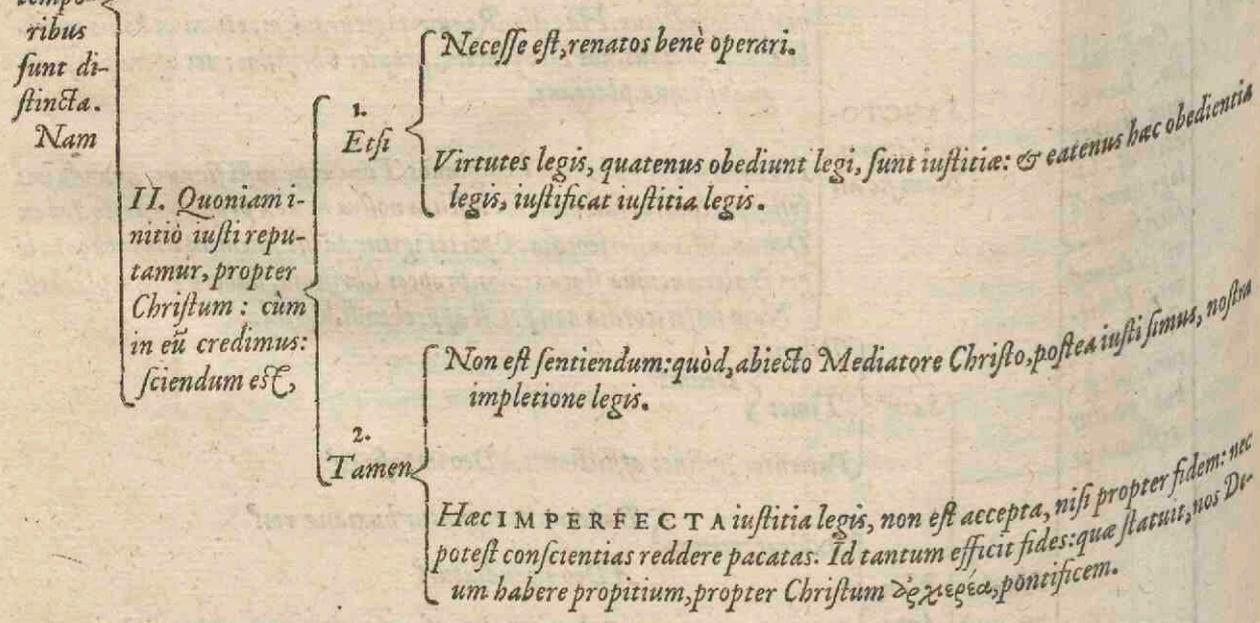 ribus
ſunt di-
ſtincta.
Nam
II. Quoniam i-
nitiò iuſti repu-
tamur, propter
Chriſtum: cùm
in eū credimus:
ſciendum eſt,
1.
Etſi
Neceſſe eſt, renatos benè operari.
Virtutes legis, quatenus obediunt legi, ſunt iuſtitiæ: & eatenus hæc obedientia
legis, iuſtificat iuſtitia legis.
2.
Tamen
Non eſt ſentiendum: quòd, abiecto Mediatore Chriſto, poſtea iuſti ſimus, noſtra
impletione legis.
Hæc IMPERFECTA iuſtitia legis, non eſt accepta, niſi propter fidem: nec
poteſt conſcientias reddere pacatas. Id tantum efficit fides: quæ ſtatuit, nos De-
um habere propitium, propter Chriſtum ἀρχιερέα, pontificem.